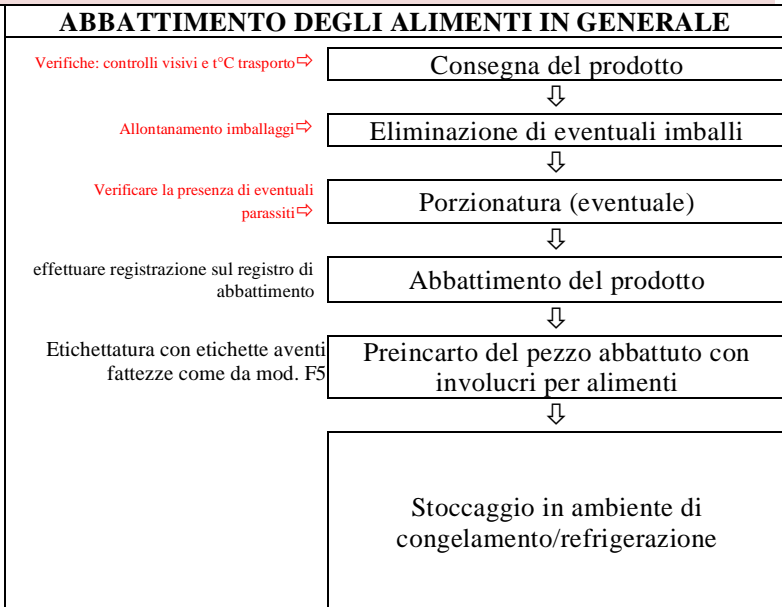 ABBATTIMENTO DEGLI ALIMENTI IN GENERALE
Verifiche: controlli visivi e t°C trasporto⇨
Consegna del prodotto
⇩
Allontanamento imballaggi⇨
Eliminazione di eventuali imballi
⇩
Verificare la presenza di eventuali
parassiti⇨
Porzionatura (eventuale)
⇩
effettuare registrazione sul registro di
abbattimento
Abbattimento del prodotto
⇩
Etichettatura con etichette aventi
fattezze come da mod. F5
Preincarto del pezzo abbattuto con
involucri per alimenti
⇩
Stoccaggio in ambiente di
congelamento/refrigerazione